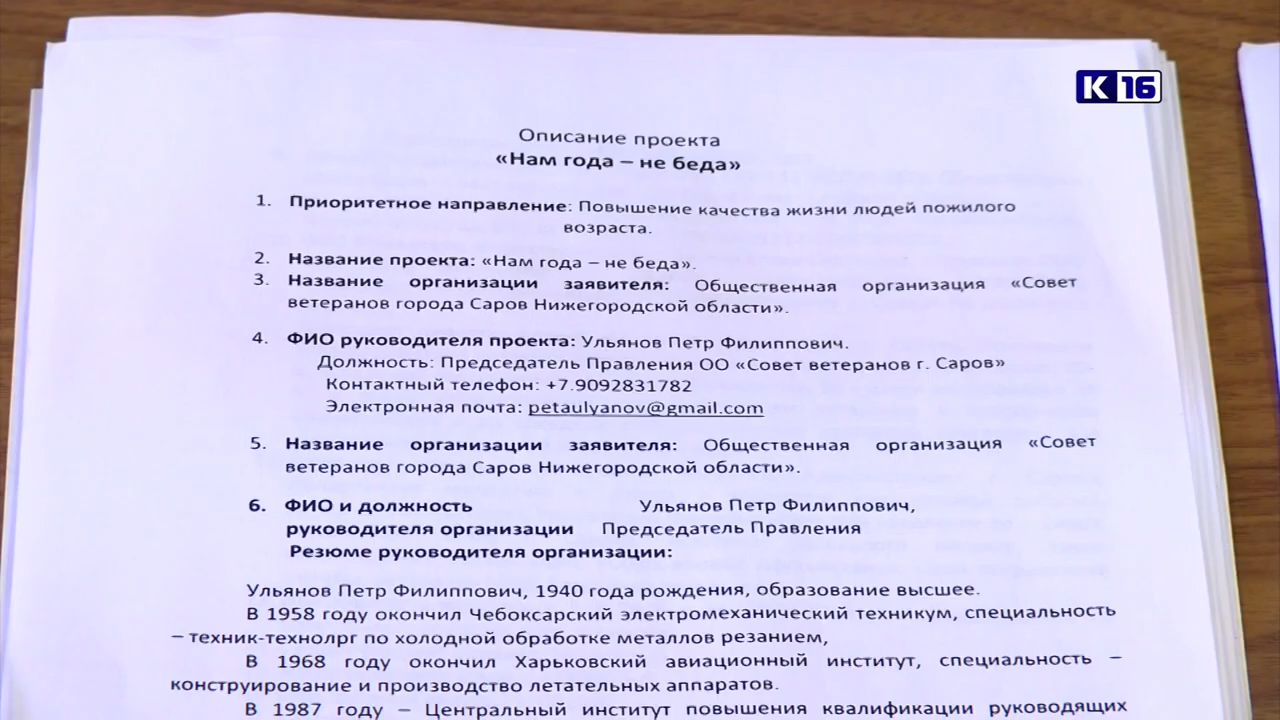 К 16
Описание проекта
«Нам года – не беда»
1. Приоритетное направление: Повышение качества жизни людей пожилого
возраста.
2. Название проекта: «Нам года – не беда».
3. Название организации заявителя: Общественная организация «Совет
ветеранов города Саров Нижегородской области».
4. ФИО руководителя проекта: Ульянов Петр Филиппович.
Должность: Председатель Правления ОО «Совет ветеранов г. Саров»
Контактный телефон: +7.9092831782
Электронная почта: petaulyanov@gmail.com
5. Название организации заявителя: Общественная организация «Совет
ветеранов города Саров Нижегородской области».
6. ФИО и должность Ульянов Петр Филиппович,
руководителя организации Председатель Правления
Резюме руководителя организации:
Ульянов Петр Филиппович, 1940 года рождения, образование высшее.
В 1958 году окончил Чебоксарский электромеханический техникум, специальность
– техник-технолрг по холодной обработке металлов резанием,
В 1968 году окончил Харьковский авиационный институт, специальность –
конструирование и производство летательных аппаратов.
В 1987 году – Центральный институт повышения квалификации руководящих